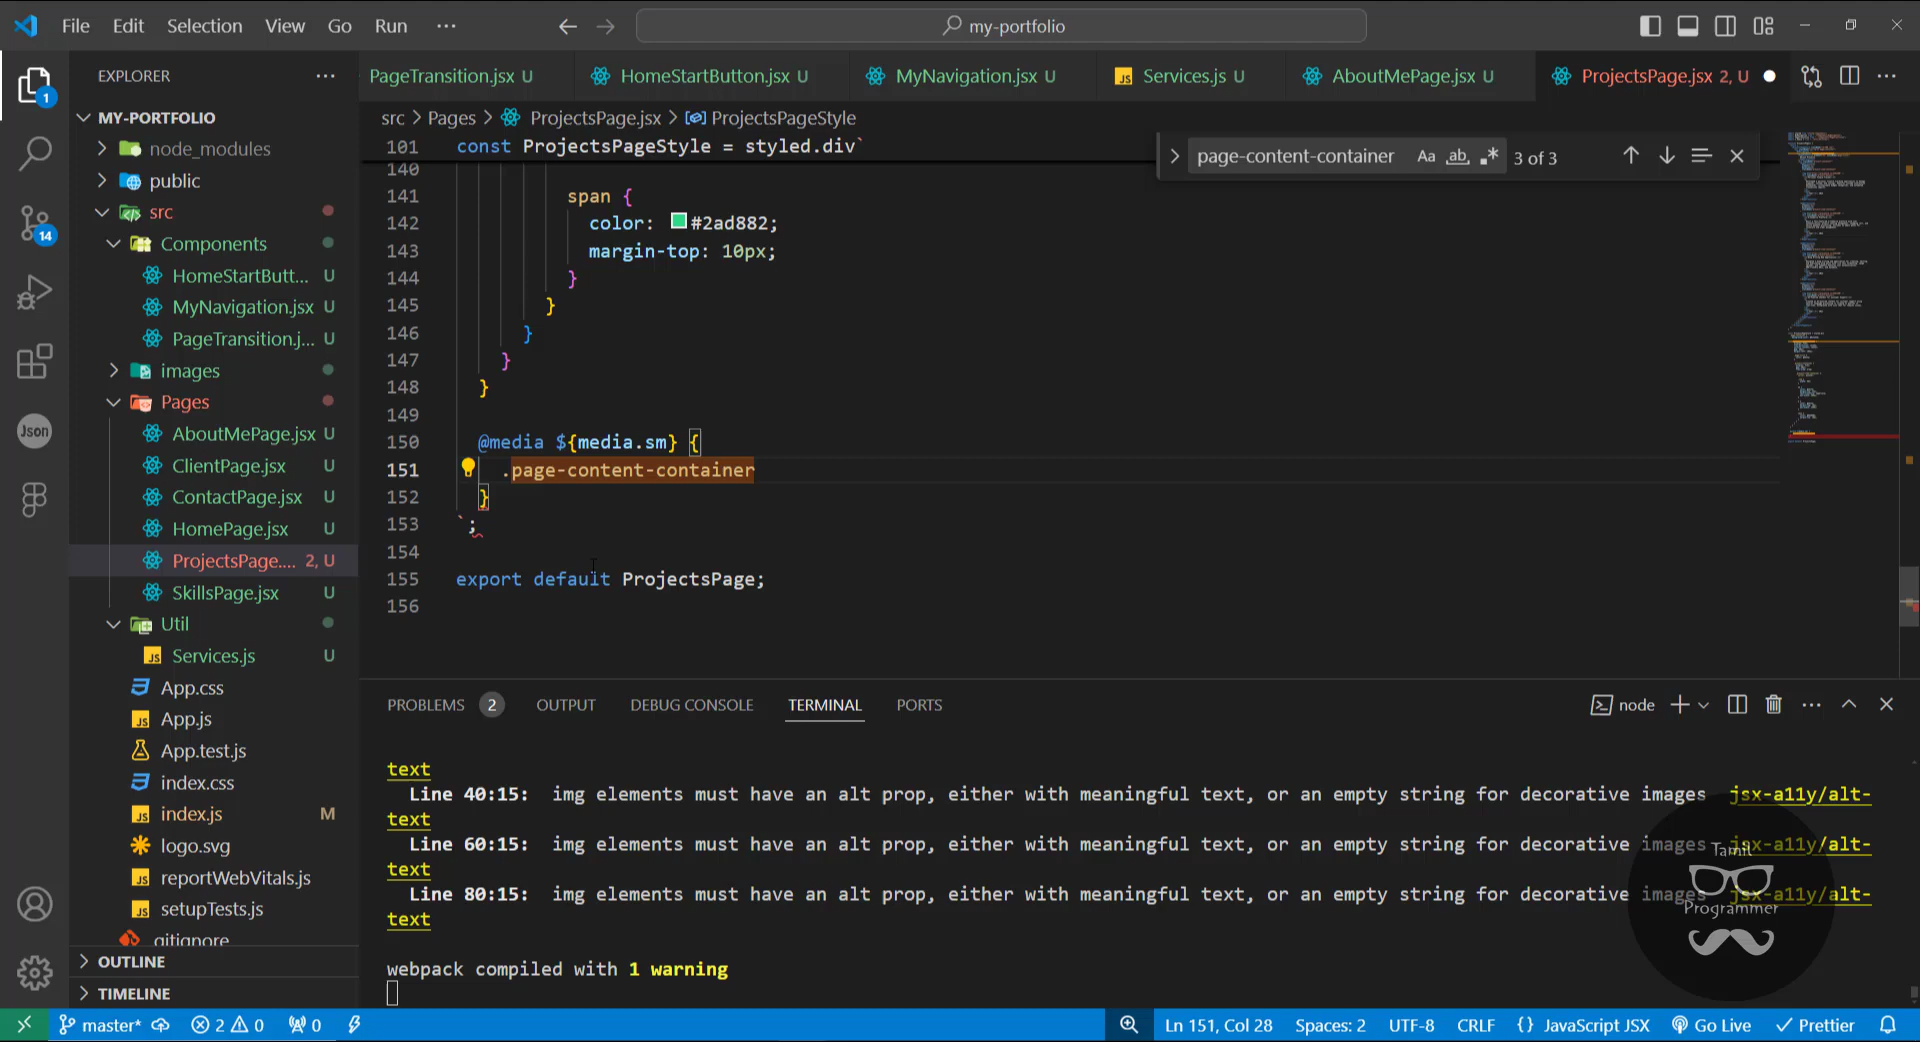 File Edit Selection View Go Run ···
my-portfolio
EXPLORER
PageTransition.jsx U
HomeStartButton.jsx U
MyNavigation.jsx U
JS Services.js U
AboutMePage.jsx U
ProjectsPage.jsx 2, U
src > Pages > ProjectsPage.jsx > ProjectsPageStyle
page-content-container Aa ab 3 of 3
1
MY-PORTFOLIO
node_modules
public
src
14
Components
HomeStartButt... U
MyNavigation.jsx U
PageTransition.j... U
images
Pages
Json
AboutMePage.jsx U
ClientPage.jsx U
ContactPage.jsx U
HomePage.jsx U
ProjectsPage.... 2, U
SkillsPage.jsx U
Util
JS Services.js U
App.css
JS App.js
App.test.js
index.css
JS index.js M
logo.svg
JS reportWebVitals.js
JS setupTests.js
.gitignore
OUTLINE
TIMELINE
101 const ProjectsPageStyle = styled.div`
140
141 span {
142 color: #2ad882;
143 margin-top: 10px;
144 }
145 }
146 }
147 }
148 }
149
150 @media ${media.sm} {
151 .page-content-container
152 }
153 `;
154
155 export default ProjectsPage;
156
PROBLEMS 2 OUTPUT DEBUG CONSOLE TERMINAL PORTS
node
text
Line 40:15: img elements must have an alt prop, either with meaningful text, or an empty string for decorative images jsx-a11y/alt-
text
Line 60:15: img elements must have an alt prop, either with meaningful text, or an empty string for decorative images jsx-a11y/alt-
text
Line 80:15: img elements must have an alt prop, either with meaningful text, or an empty string for decorative images jsx-a11y/alt-
text
webpack compiled with 1 warning
Tamil
Programmer
master* 2 0 0
Ln 151, Col 28 Spaces: 2 UTF-8 CRLF {} JavaScript JSX Go Live Prettier